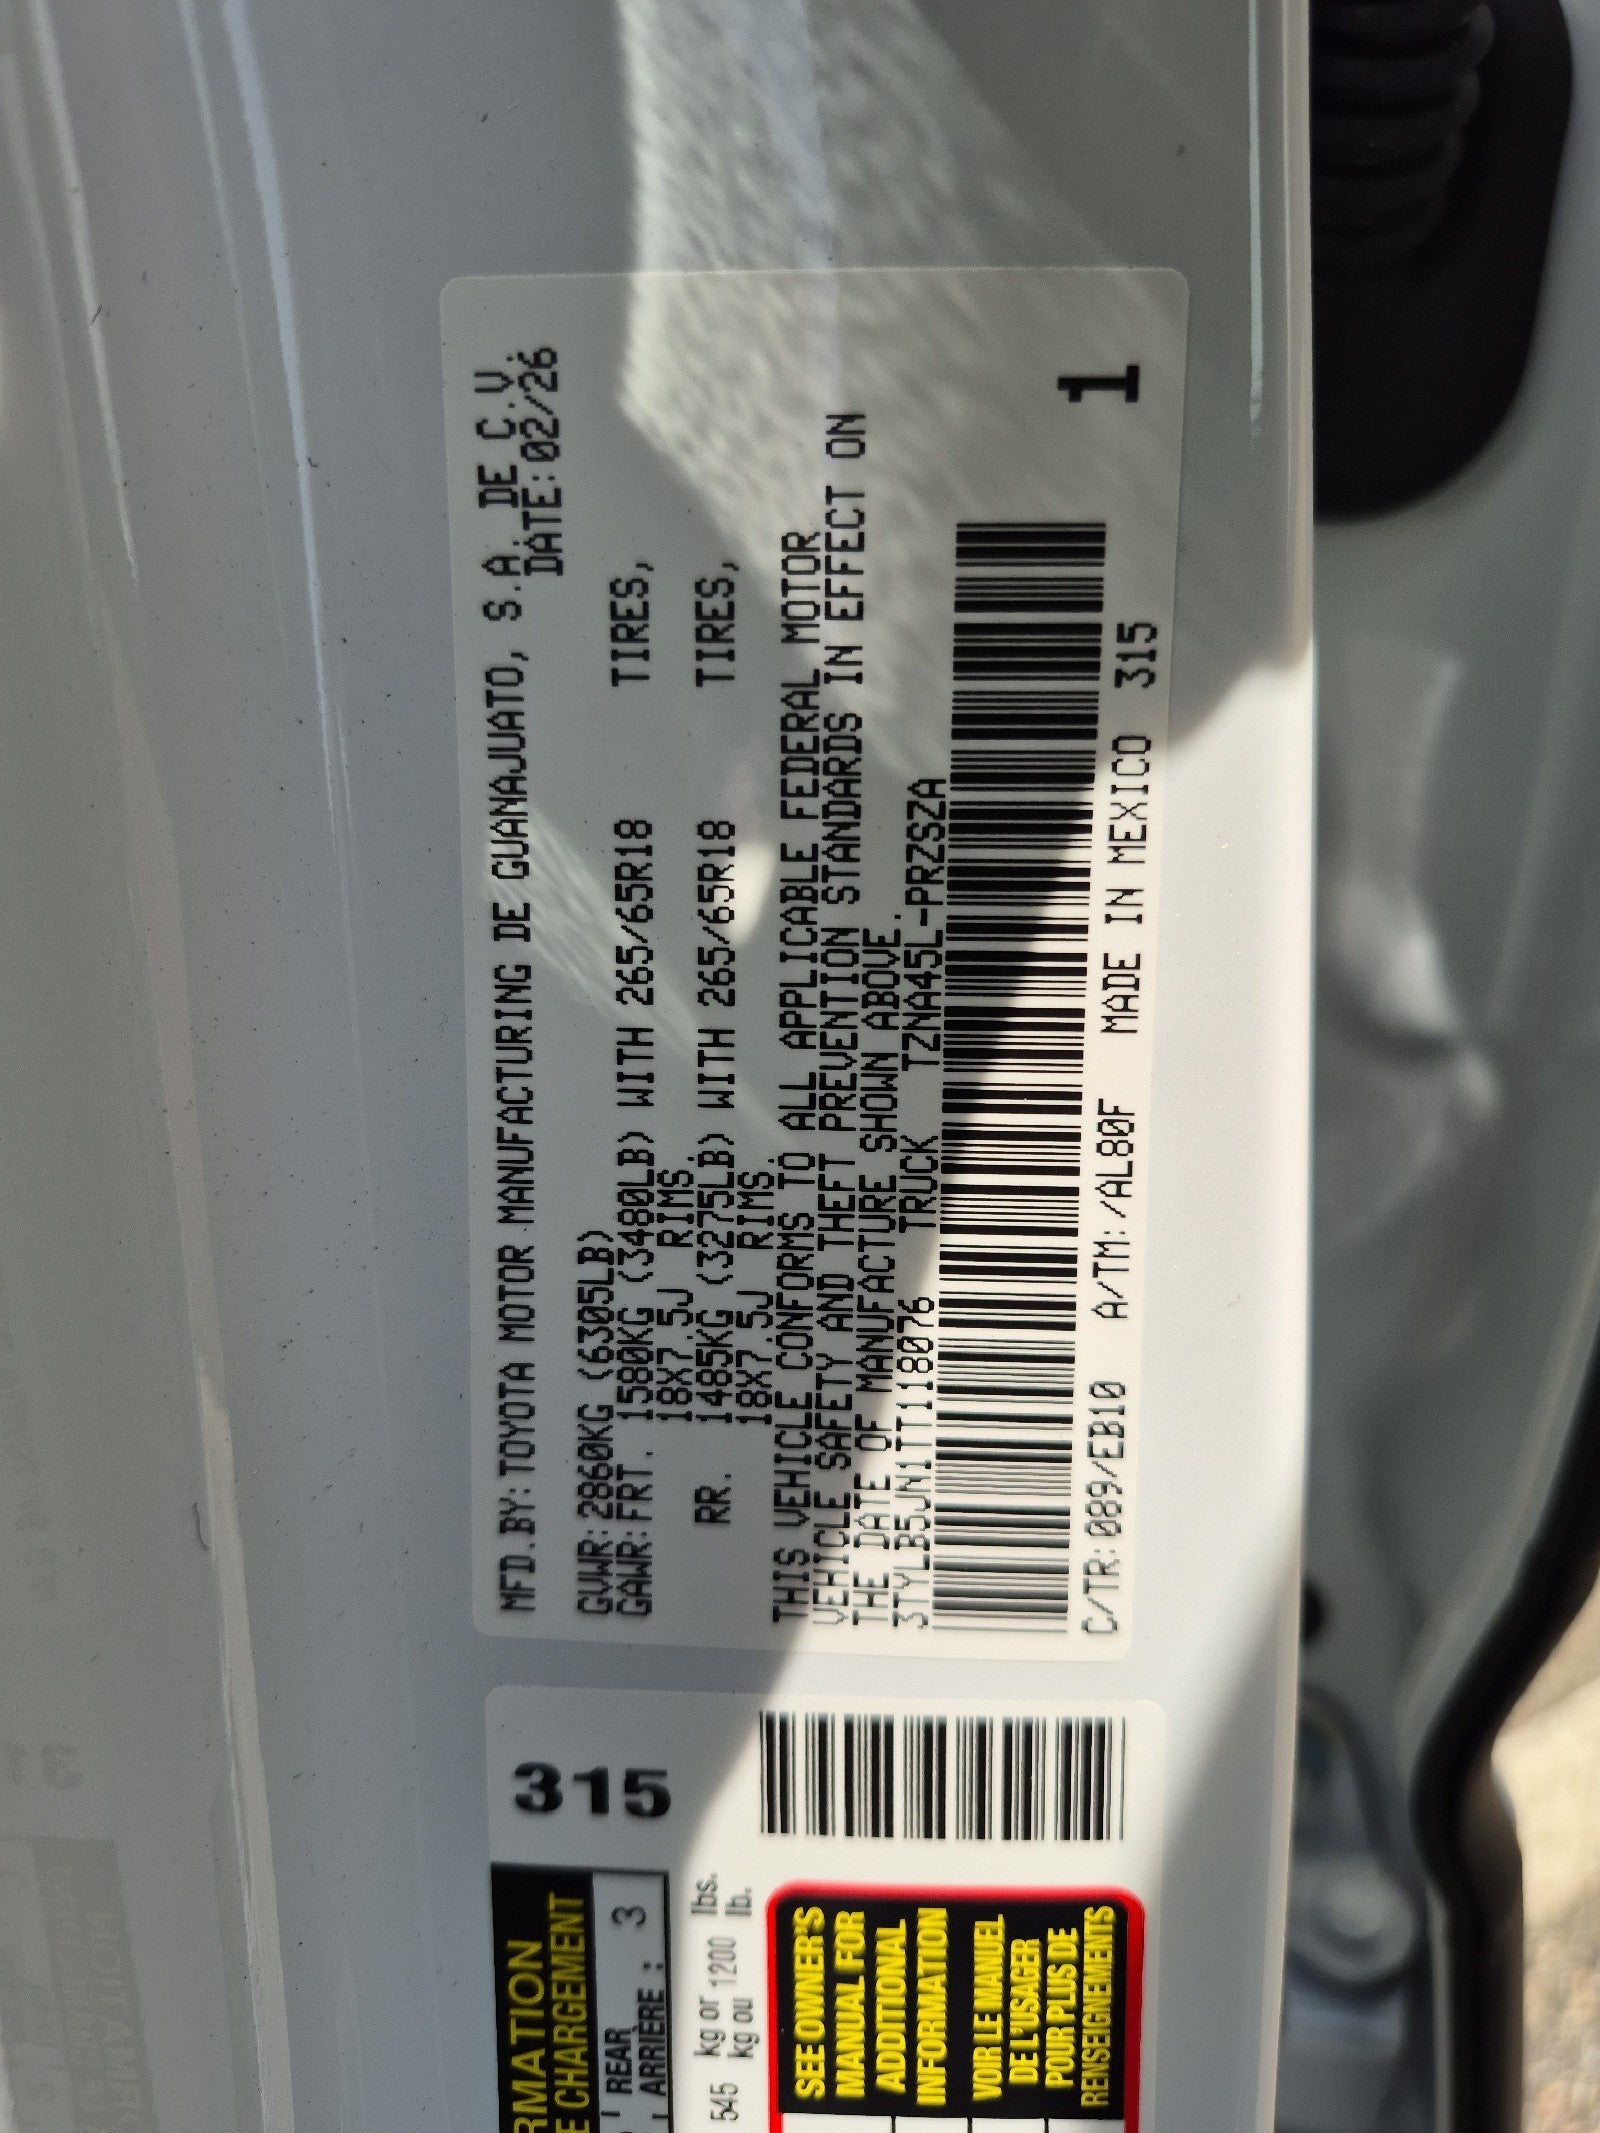 MFD.BY:TOYOTA MOTOR MANUFACTURING DE GUANAJUATO, S.A. DE C.V.
DATE:02/26
GVWR:2860KG (6305LB)
GAWR:FRT. 1580KG (3480LB) WITH 265/65R18 TIRES,
18X7.5J RIMS.
RR. 1485KG (3275LB) WITH 265/65R18 TIRES,
18X7.5J RIMS.
THIS VEHICLE CONFORMS TO ALL APPLICABLE FEDERAL MOTOR
VEHICLE SAFETY AND THEFT PREVENTION STANDARDS IN EFFECT ON
THE DATE OF MANUFACTURE SHOWN ABOVE.
3TYLB5JN1TT118076 TRUCK TZNA45L-PRZSZA
C/TR:089/EB10 A/TM:/AL80F MADE IN MEXICO 315
1
315
RMATION
E CHARGEMENT
REAR
ARRIÈRE : 3
545 kg or 1200 lbs.
kg ou lb.
SEE OWNER'S
MANUAL FOR
ADDITIONAL
INFORMATION
VOIR LE MANUEL
DE L'USAGER
POUR PLUS DE
RENSEIGNEMENTS